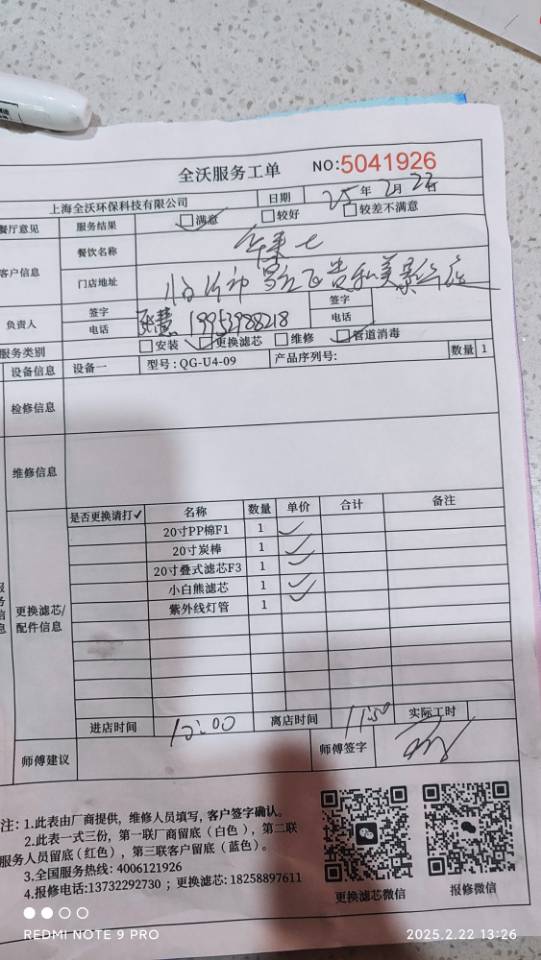 全沃服务工单 NO:5041926
上海全沃环保科技有限公司 日期 25年2月22
餐厅意见 服务结果 满意 较好 较差不满意
客户信息 餐饮名称
门店地址 临沂市
负责人 签字 签字
电话 19953988218 电话
服务类别 安装 更换滤芯 维修 管道消毒
设备信息 设备一 型号:QG-U4-09 产品序列号: 数量 1
检修信息
维修信息
是否更换请打✓ 名称 数量 单价 合计 备注
20寸PP棉F1 1 ✓
20寸炭棒 1 ✓
20寸叠式滤芯F3 1 ✓
小白熊滤芯 1 ✓
紫外线灯管 1
更换滤芯/
配件信息
进店时间 离店时间 11:50 实际工时
师傅建议 师傅签字
注:1.此表由厂商提供,维修人员填写,客户签字确认。
2.此表一式三份,第一联厂商留底(白色),第二联
服务人员留底(红色),第三联客户留底(蓝色)。
3.全国服务热线:4006121926
4.报修电话:13732292730;更换滤芯:18258897611
更换滤芯微信 报修微信
REDMI NOTE 9 PRO 2025.2.22 13:26